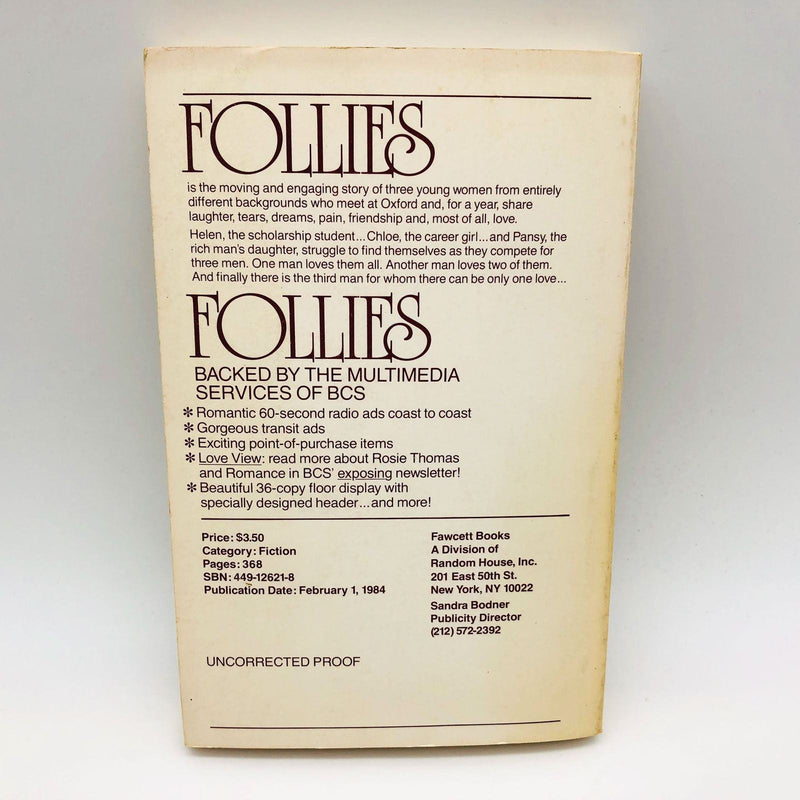 FOLLIES
is the moving and engaging story of three young women from entirely
different backgrounds who meet at Oxford and, for a year, share
laughter, tears, dreams, pain, friendship and, most of all, love.
Helen, the scholarship student...Chloe, the career girl...and Pansy, the
rich man's daughter, struggle to find themselves as they compete for
three men. One man loves them all. Another man loves two of them.
And finally there is the third man for whom there can be only one love...
FOLLIES
BACKED BY THE MULTIMEDIA
SERVICES OF BCS
* Romantic 60-second radio ads coast to coast
* Gorgeous transit ads
* Exciting point-of-purchase items
* Love View: read more about Rosie Thomas
and Romance in BCS' exposing newsletter!
* Beautiful 36-copy floor display with
specially designed header...and more!
Price: $3.50
Category: Fiction
Pages: 368
SBN: 449-12621-8
Publication Date: February 1, 1984
Fawcett Books
A Division of
Random House, Inc.
201 East 50th St.
New York, NY 10022
Sandra Bodner
Publicity Director
(212) 572-2392
UNCORRECTED PROOF